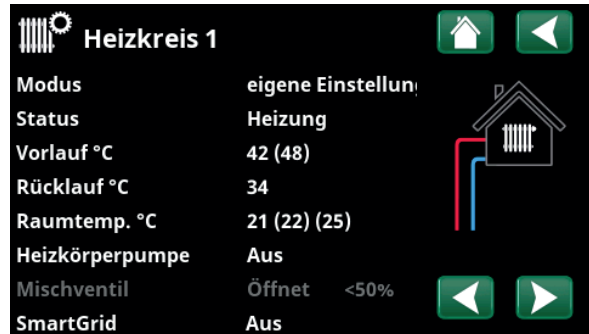 Heizkreis 1
Modus eigene Einstellung
Status Heizung
Vorlauf °C 42 (48)
Rücklauf °C 34
Raumtemp. °C 21 (22) (25)
Heizkörperpumpe Aus
Mischventil Öffnet <50%
SmartGrid Aus